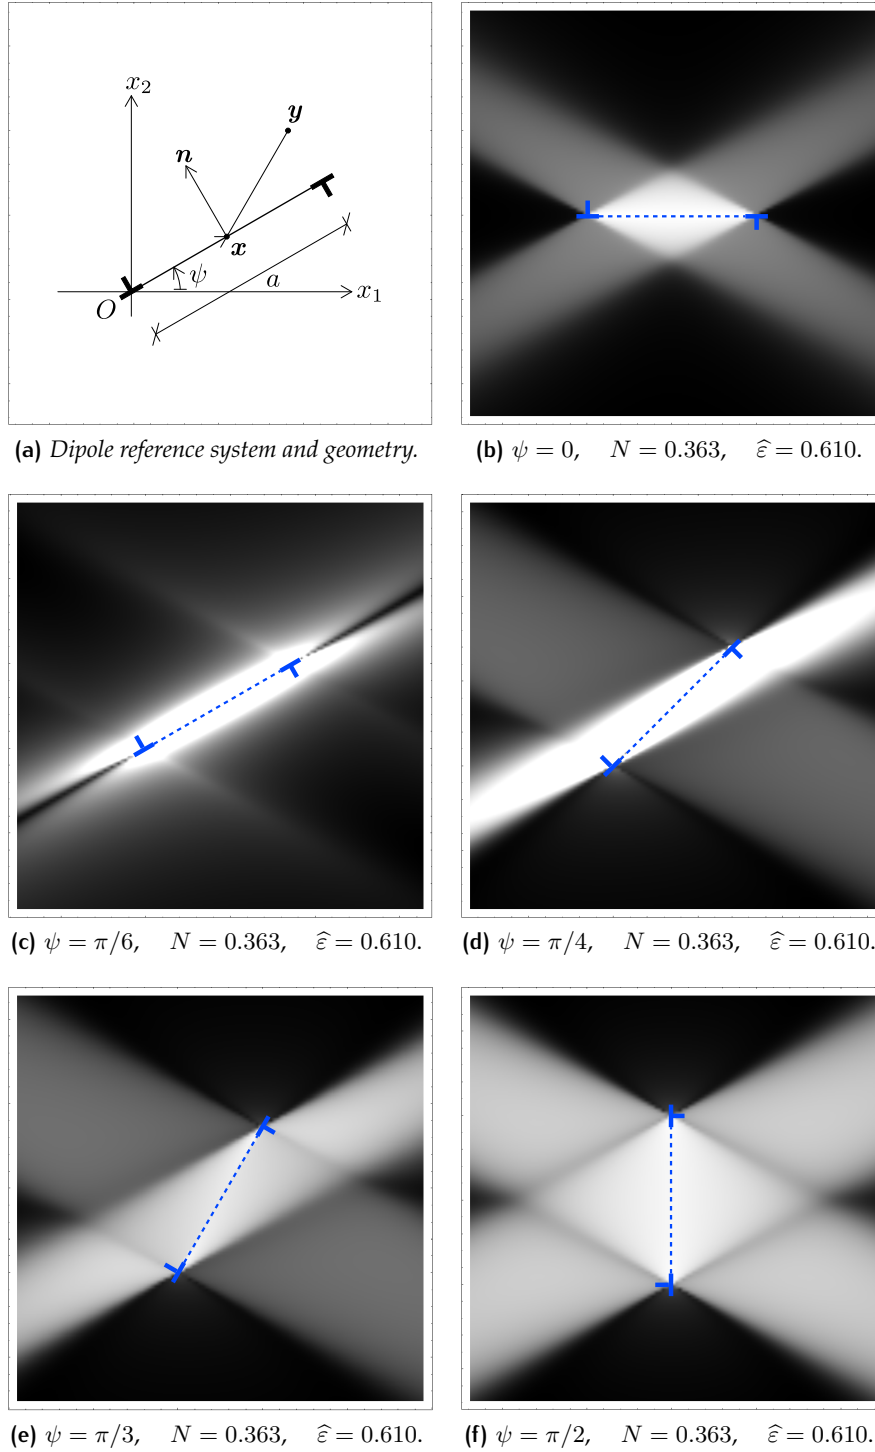 x₂
y
n
x
ψ
a
x₁
O
(a) Dipole reference system and geometry.
(b) ψ = 0, N = 0.363, ε̂ = 0.610.
(c) ψ = π/6, N = 0.363, ε̂ = 0.610.
(d) ψ = π/4, N = 0.363, ε̂ = 0.610.
(e) ψ = π/3, N = 0.363, ε̂ = 0.610.
(f) ψ = π/2, N = 0.363, ε̂ = 0.610.